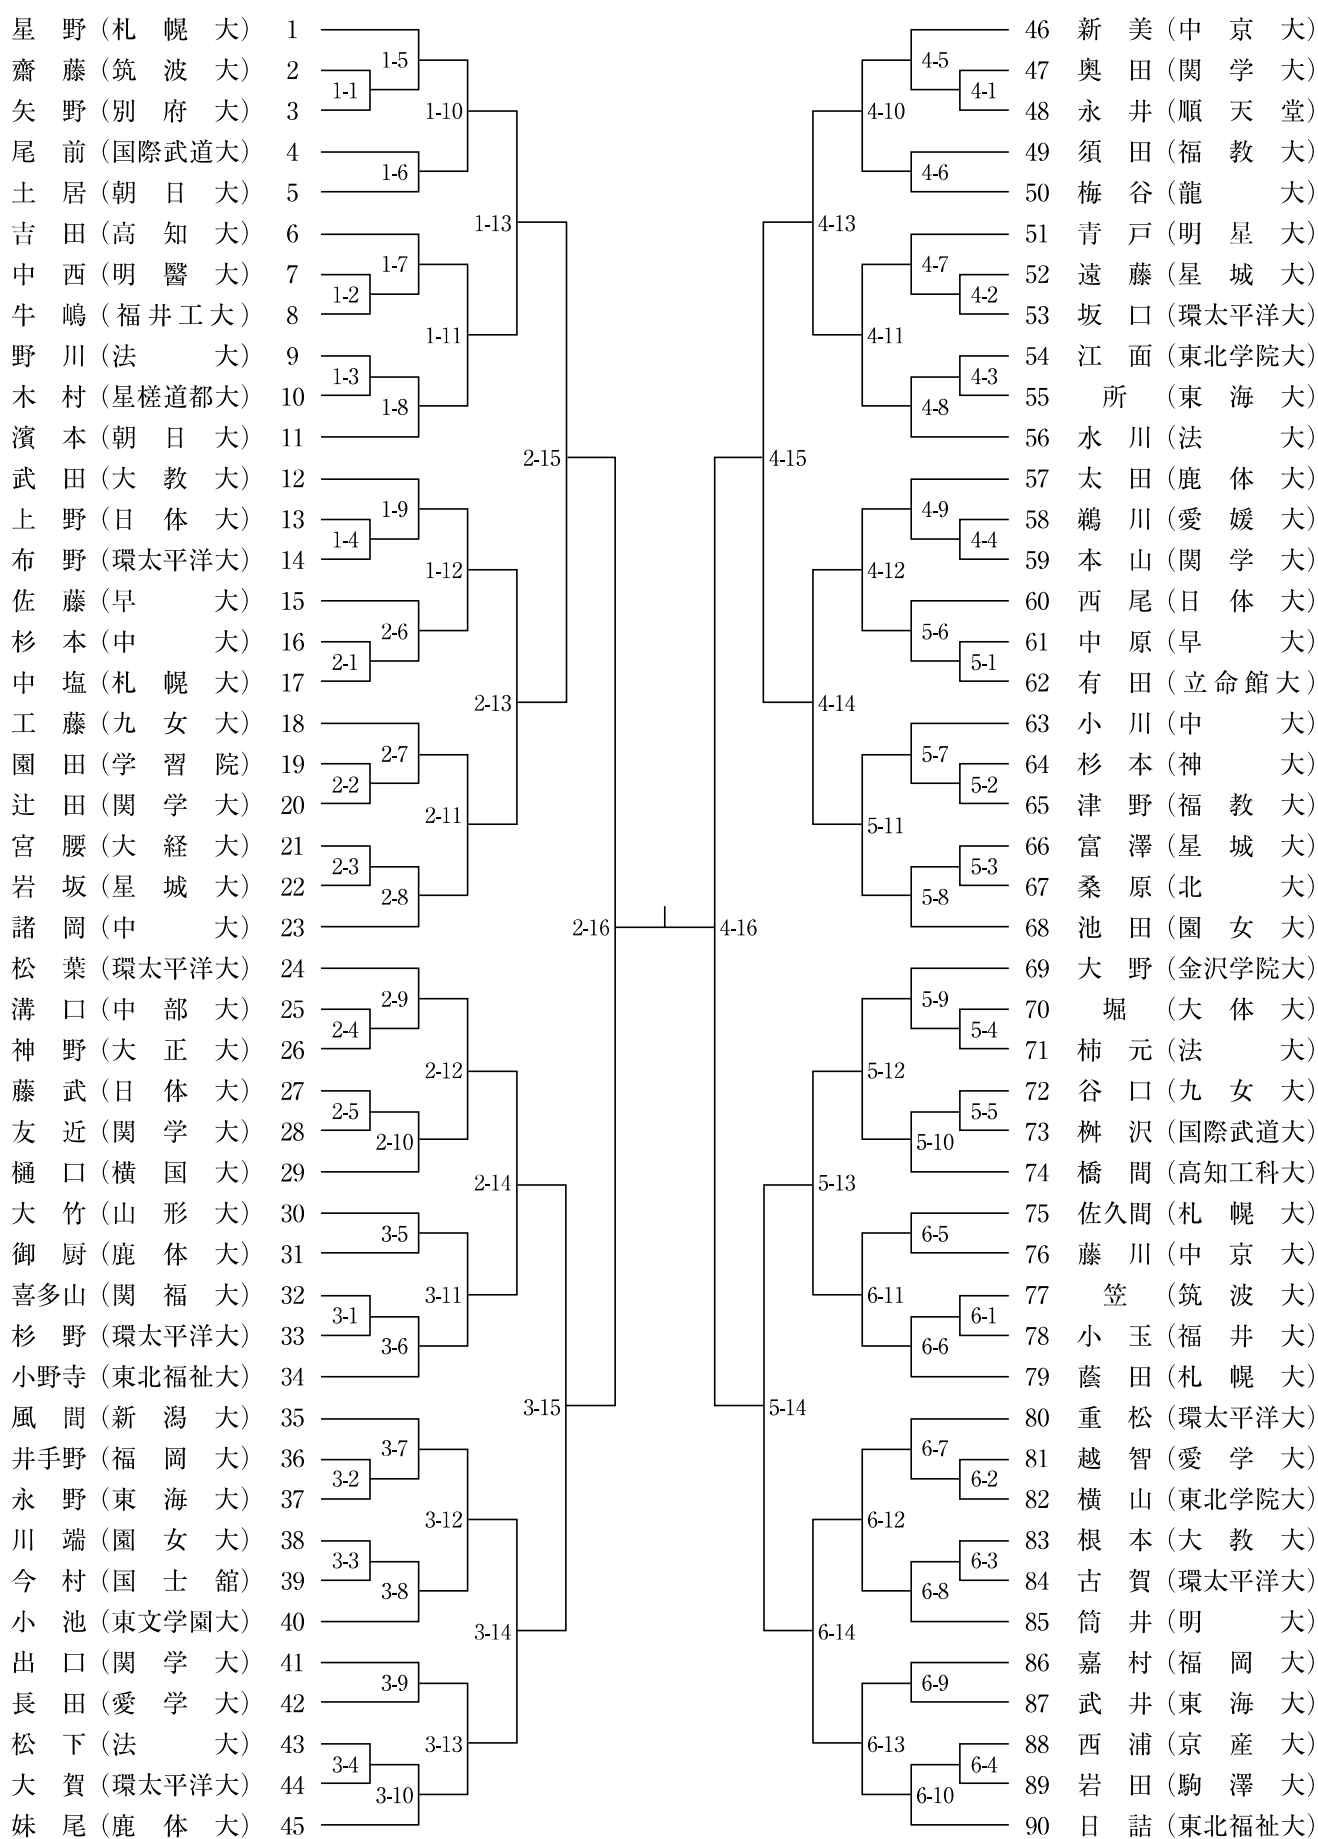 星野（札幌大） 1
齋藤（筑波大） 2
矢野（別府大） 3
尾前（国際武道大） 4
土居（朝日大） 5
吉田（高知大） 6
中西（明醫大） 7
牛嶋（福井工大） 8
野川（法大） 9
木村（星槎道都大） 10
濱本（朝日大） 11
武田（大教大） 12
上野（日体大） 13
布野（環太平洋大） 14
佐藤（早大） 15
杉本（中大） 16
中塩（札幌大） 17
工藤（九女大） 18
園田（学習院） 19
辻田（関学大） 20
宮腰（大経大） 21
岩坂（星城大） 22
諸岡（中大） 23
松葉（環太平洋大） 24
溝口（中部大） 25
神野（大正大） 26
藤武（日体大） 27
友近（関学大） 28
樋口（横国大） 29
大竹（山形大） 30
御厨（鹿体大） 31
喜多山（関福大） 32
杉野（環太平洋大） 33
小野寺（東北福祉大） 34
風間（新潟大） 35
井手野（福岡大） 36
永野（東海大） 37
川端（園女大） 38
今村（国士舘） 39
小池（東文学園大） 40
出口（関学大） 41
長田（愛学大） 42
松下（法大） 43
大賀（環太平洋大） 44
妹尾（鹿体大） 45
1-1
1-2
1-3
1-4
2-1
2-2
2-3
2-4
2-5
3-1
3-2
3-3
3-4
1-5
1-6
1-7
1-8
1-9
2-6
2-7
2-8
2-9
2-10
3-5
3-6
3-7
3-8
3-9
3-10
1-10
1-11
1-12
2-11
2-12
3-11
3-12
3-13
1-13
2-13
2-14
3-14
2-15
3-15
2-16
4-16
4-15
5-14
4-13
4-14
5-13
6-14
4-10
4-11
4-12
5-11
5-12
6-11
6-12
6-13
4-5
4-6
4-7
4-8
4-9
5-6
5-7
5-8
5-9
5-10
6-5
6-6
6-7
6-8
6-9
6-10
4-1
4-2
4-3
4-4
5-1
5-2
5-3
5-4
5-5
6-1
6-2
6-3
6-4
46 新美（中京大）
47 奥田（関学大）
48 永井（順天堂）
49 須田（福教大）
50 梅谷（龍大）
51 青戸（明星大）
52 遠藤（星城大）
53 坂口（環太平洋大）
54 江面（東北学院大）
55 所（東海大）
56 水川（法大）
57 太田（鹿体大）
58 鵜川（愛媛大）
59 本山（関学大）
60 西尾（日体大）
61 中原（早大）
62 有田（立命館大）
63 小川（中大）
64 杉本（神大）
65 津野（福教大）
66 富澤（星城大）
67 桑原（北大）
68 池田（園女大）
69 大野（金沢学院大）
70 堀（大体大）
71 柿元（法大）
72 谷口（九女大）
73 桝沢（国際武道大）
74 橋間（高知工科大）
75 佐久間（札幌大）
76 藤川（中京大）
77 笠（筑波大）
78 小玉（福井大）
79 蔭田（札幌大）
80 重松（環太平洋大）
81 越智（愛学大）
82 横山（東北学院大）
83 根本（大教大）
84 古賀（環太平洋大）
85 筒井（明大）
86 嘉村（福岡大）
87 武井（東海大）
88 西浦（京産大）
89 岩田（駒澤大）
90 日詰（東北福祉大）